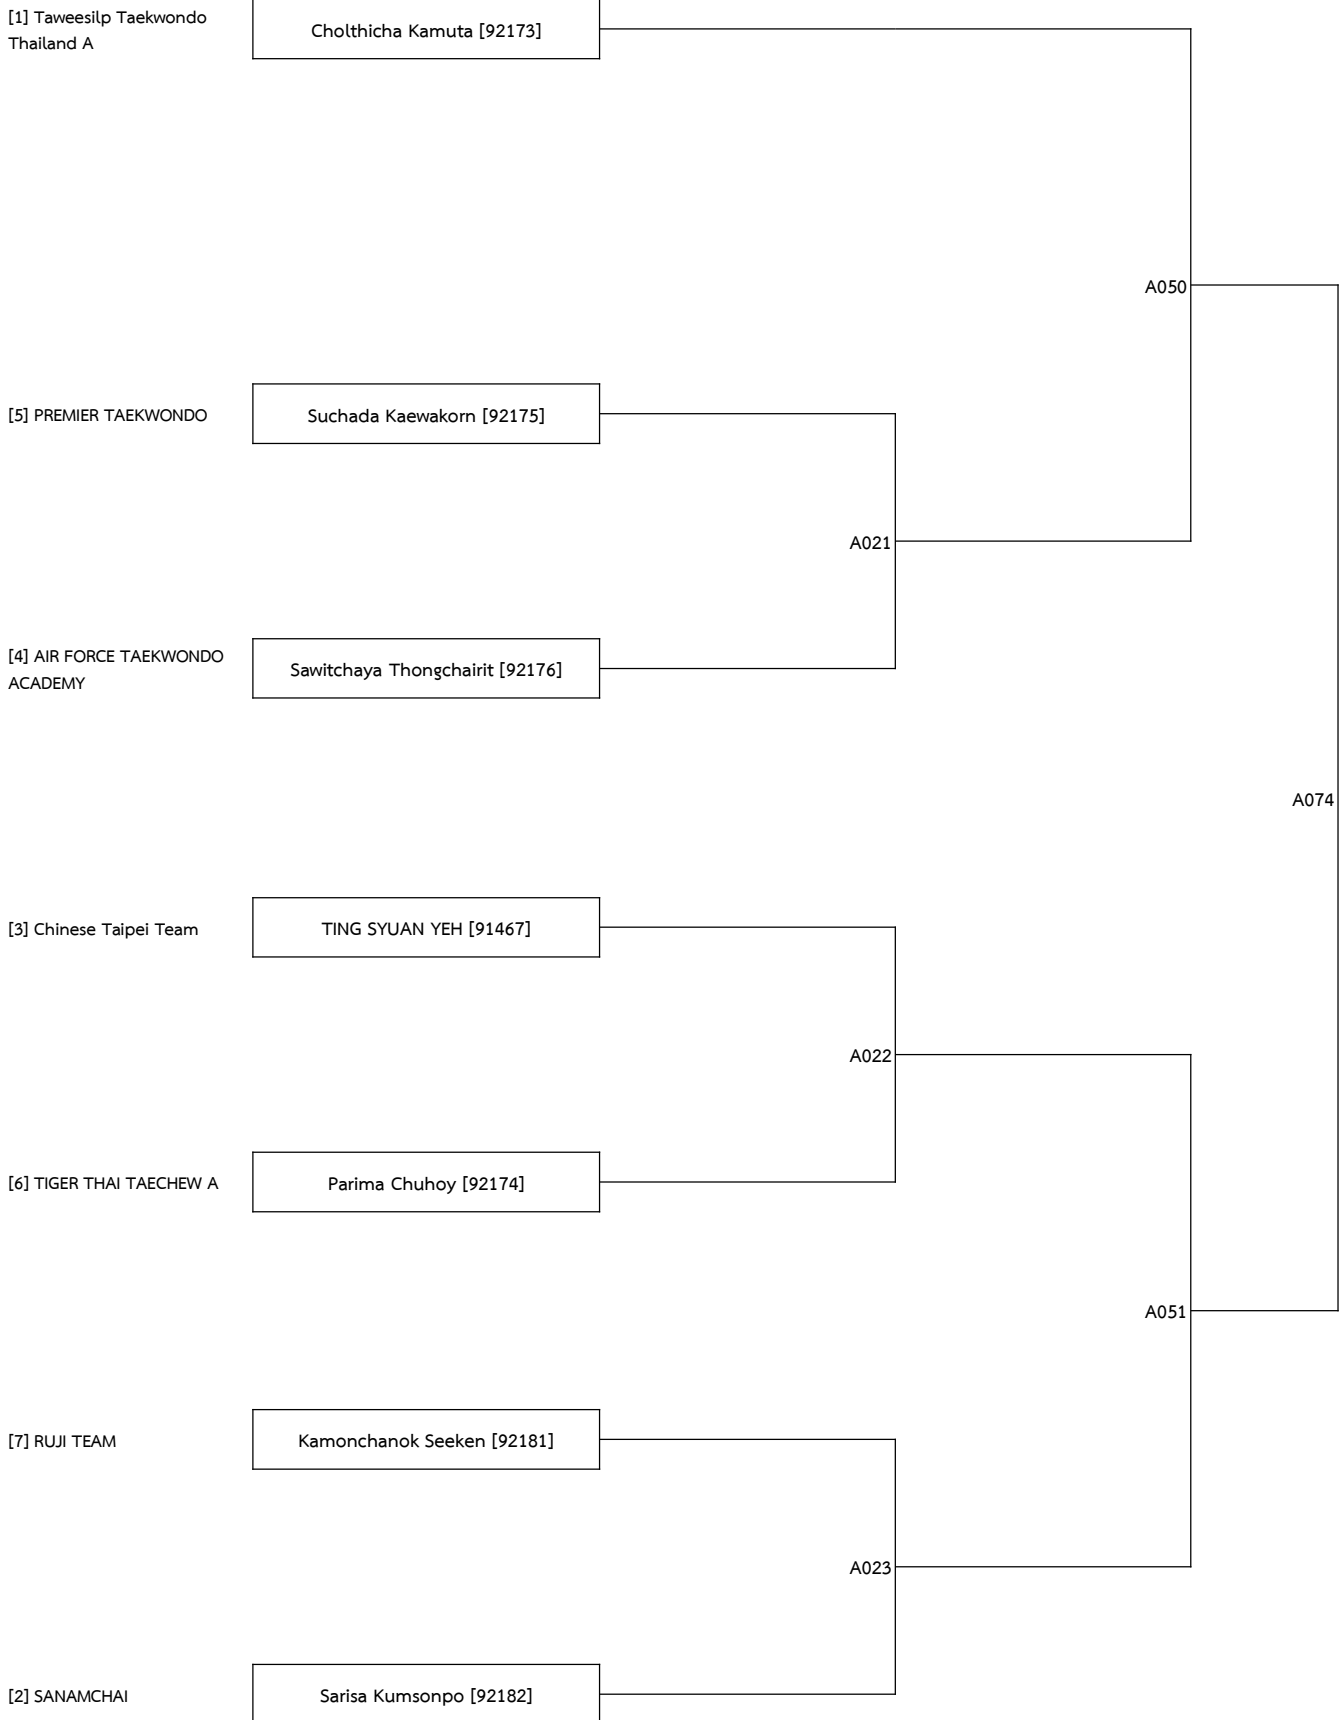 [1] Taweesilp Taekwondo
Thailand A
Cholthicha Kamuta [92173]
A050
[5] PREMIER TAEKWONDO
Suchada Kaewakorn [92175]
A021
[4] AIR FORCE TAEKWONDO
ACADEMY
Sawitchaya Thongchairit [92176]
A074
[3] Chinese Taipei Team
TING SYUAN YEH [91467]
A022
[6] TIGER THAI TAECHEW A
Parima Chuhoy [92174]
A051
[7] RUJI TEAM
Kamonchanok Seeken [92181]
A023
[2] SANAMCHAI
Sarisa Kumsonpo [92182]